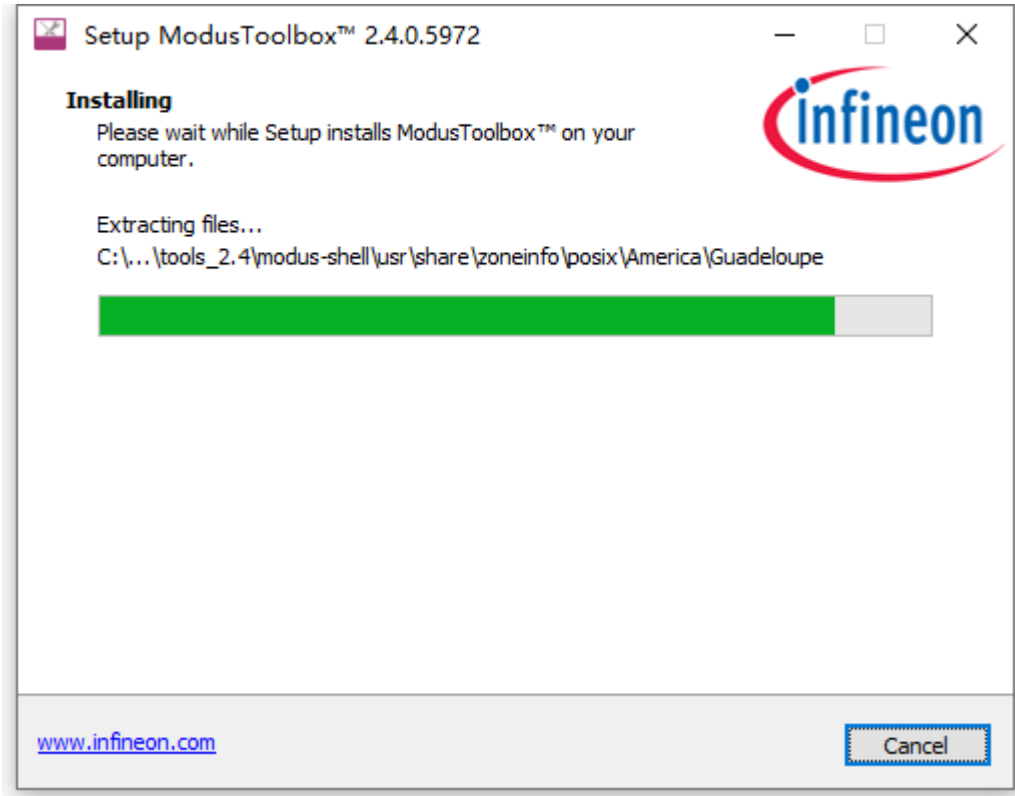 Setup ModusToolbox™ 2.4.0.5972
Installing
Please wait while Setup installs ModusToolbox™ on your
computer.
infineon
Extracting files...
C:\...\tools_2.4\modus-shell\usr\share\zoneinfo\posix\America\Guadeloupe
www.infineon.com
Cancel